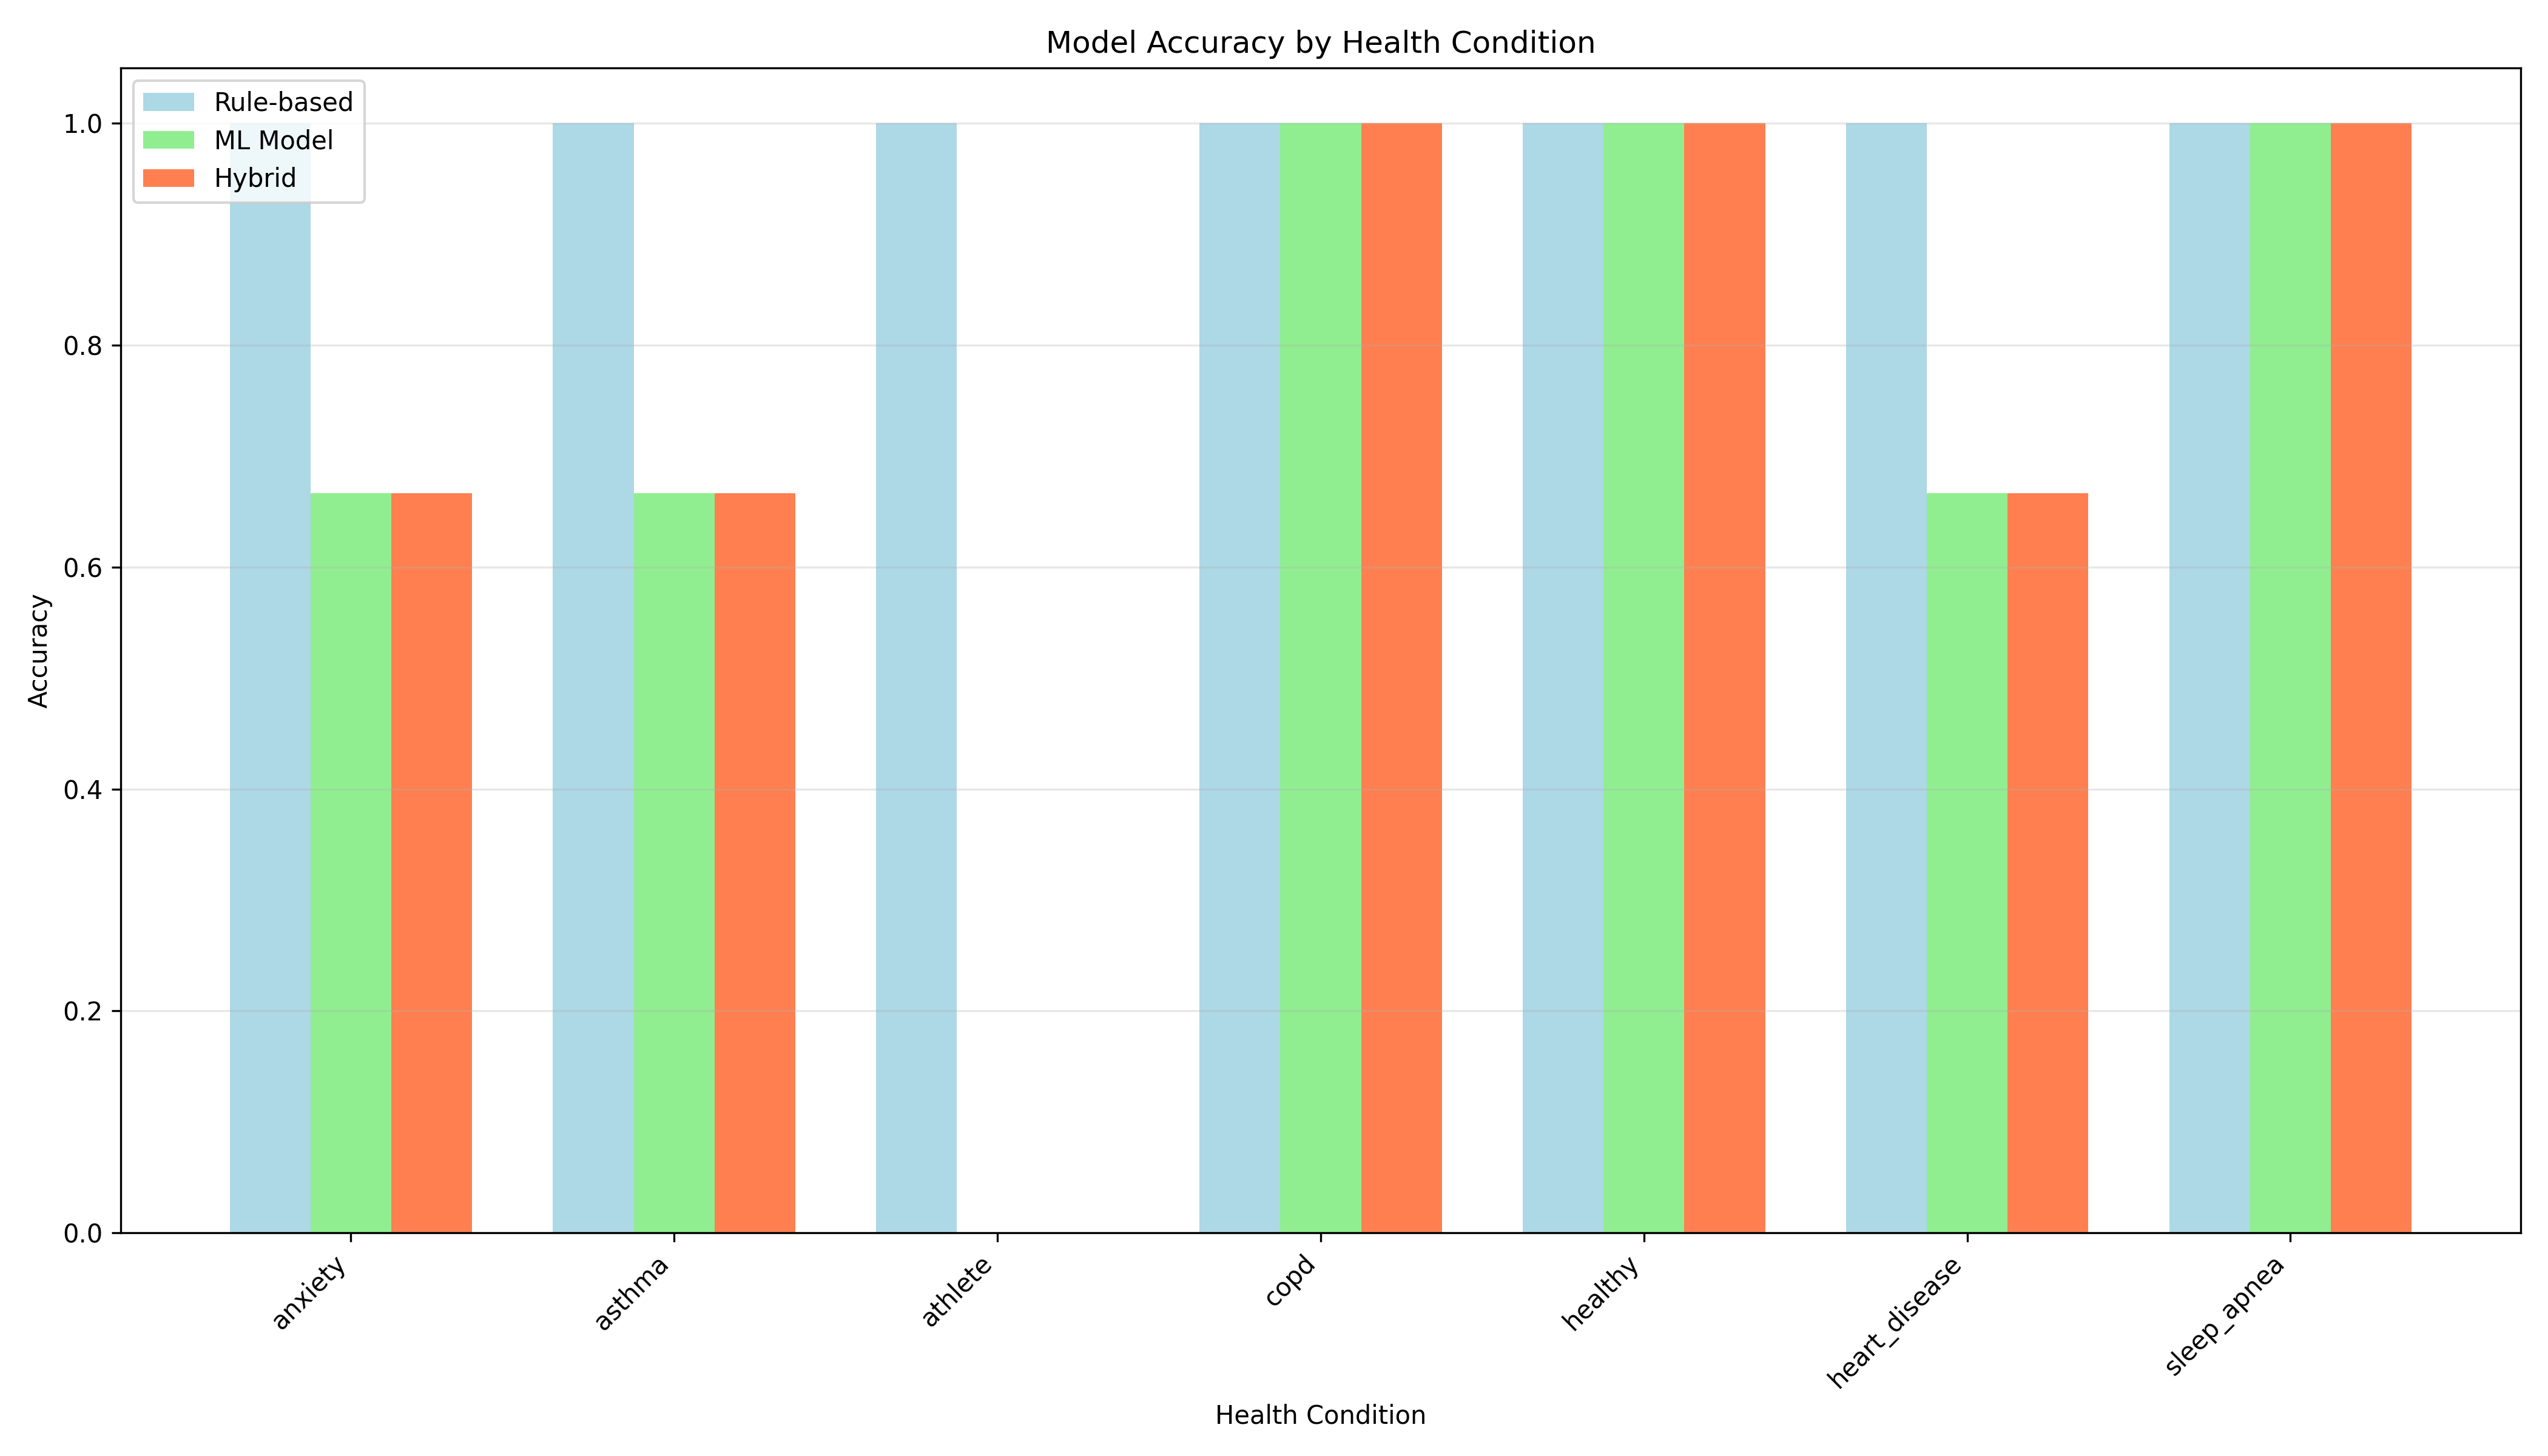 Model Accuracy by Health Condition
Rule-based
ML Model
Hybrid
1.0
0.8
0.6
0.4
0.2
0.0
Accuracy
anxiety
asthma
athlete
copd
healthy
heart_disease
sleep_apnea
Health Condition